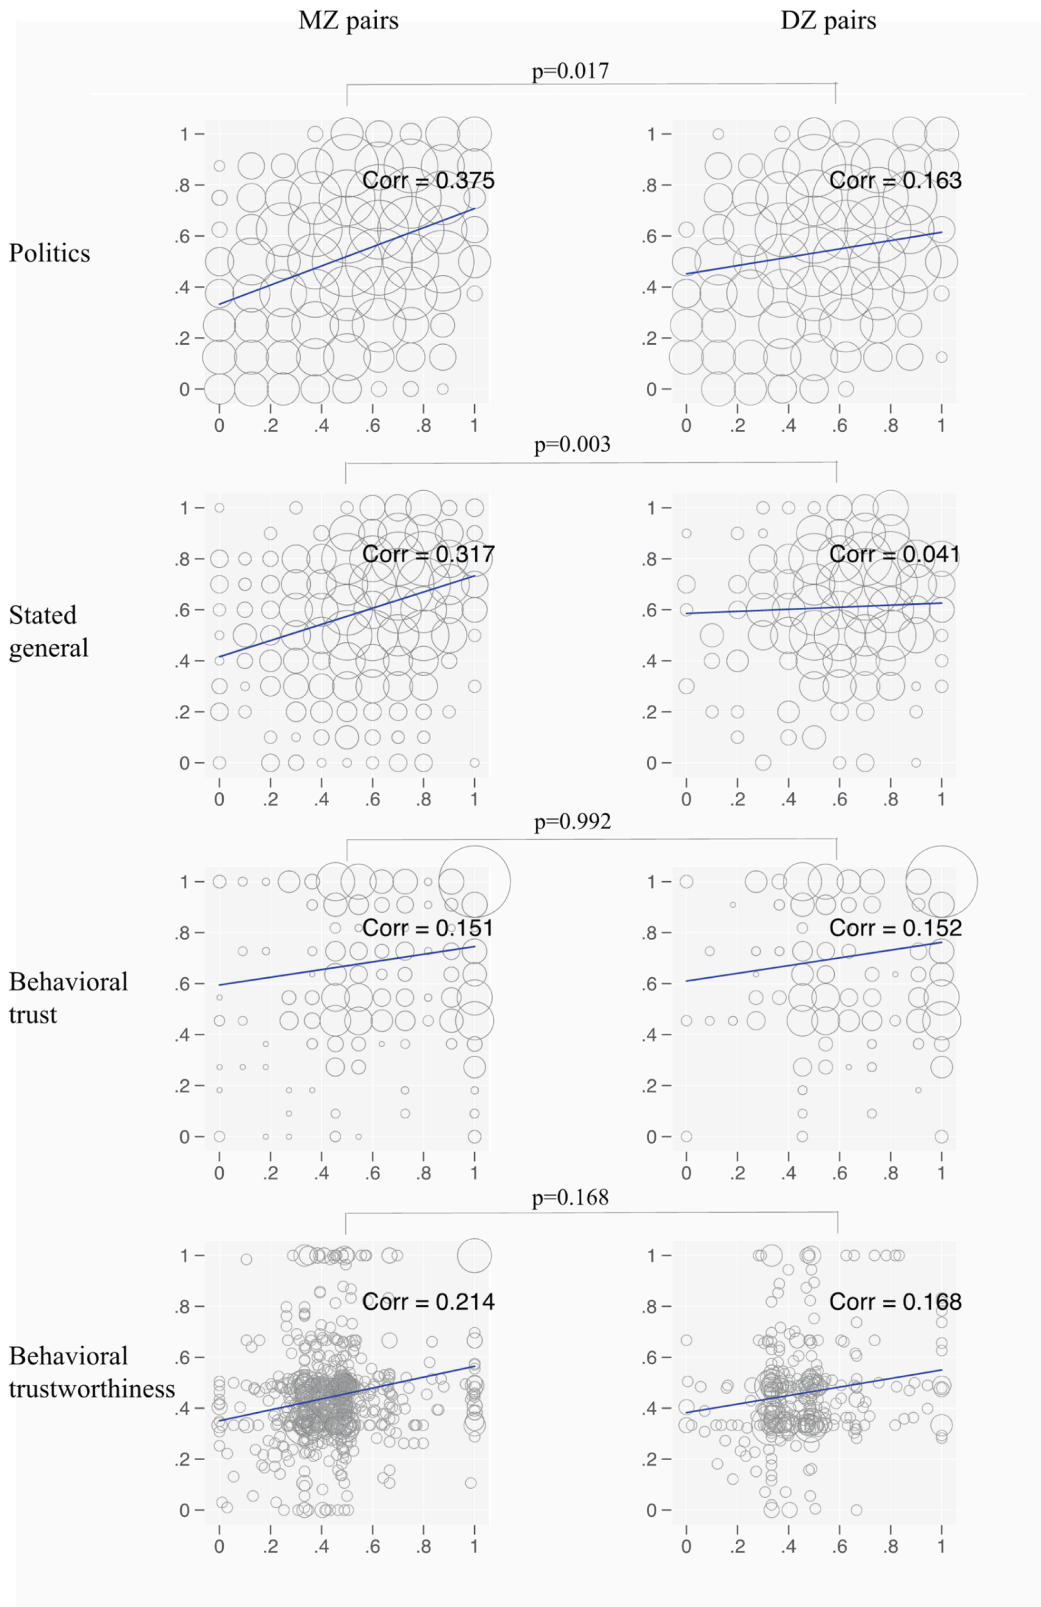 MZ pairs DZ pairs
p=0.017
1 1
.8 Corr = 0.375 .8 Corr = 0.163
Politics .6 .6
.4 .4
.2 .2
0 0
0 .2 .4 .6 .8 1 0 .2 .4 .6 .8 1
p=0.003
1 1
.8 Corr = 0.317 .8 Corr = 0.041
Stated .6 .6
general
.4 .4
.2 .2
0 0
0 .2 .4 .6 .8 1 0 .2 .4 .6 .8 1
p=0.992
1 1
.8 Corr = 0.151 .8 Corr = 0.152
Behavioral .6 .6
trust
.4 .4
.2 .2
0 0
0 .2 .4 .6 .8 1 0 .2 .4 .6 .8 1
p=0.168
1 1
.8 Corr = 0.214 .8 Corr = 0.168
Behavioral .6 .6
trustworthiness
.4 .4
.2 .2
0 0
0 .2 .4 .6 .8 1 0 .2 .4 .6 .8 1